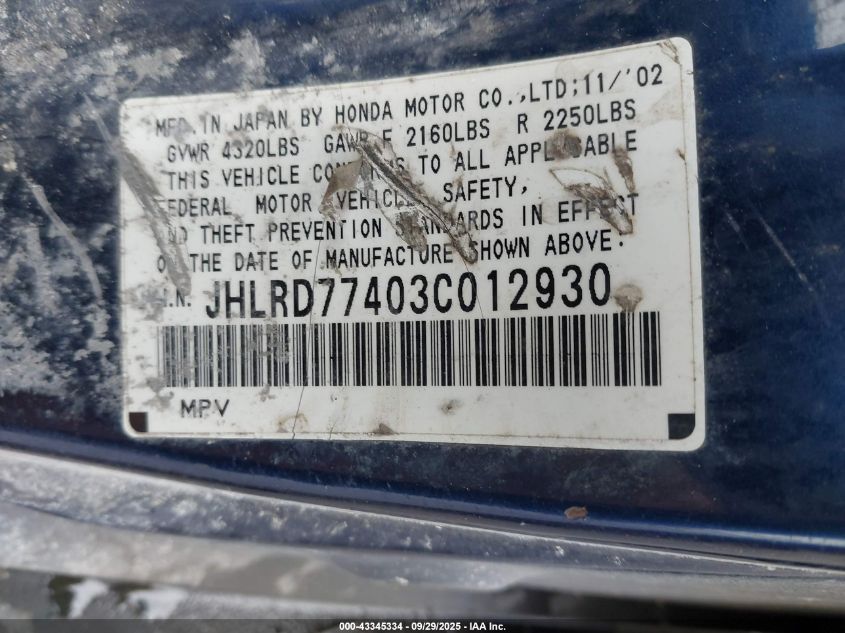 MFD. IN JAPAN BY HONDA MOTOR CO.,LTD;11/'02
GVWR 4320LBS GAWR F 2160LBS R 2250LBS
THIS VEHICLE TO ALL APPLICABLE
FEDERAL MOTOR VEHICLE SAFETY,
AND THEFT PREVENTION STANDARDS IN EFFECT
ON THE DATE OF MANUFACTURE SHOWN ABOVE.
V.I.N. JHLRD77403C012930
MPV
000-43345334 - 09/29/2025 - IAA Inc.